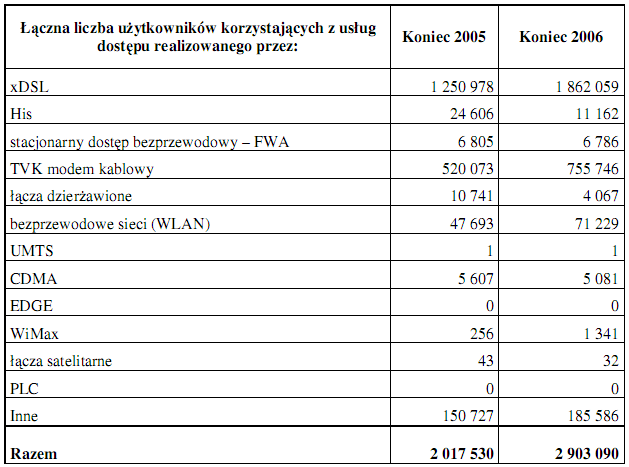 Łączna liczba użytkowników korzystających z usług
dostępu realizowanego przez: Koniec 2005 Koniec 2006
xDSL 1 250 978 1 862 059
His 24 606 11 162
stacjonarny dostęp bezprzewodowy – FWA 6 805 6 786
TVK modem kablowy 520 073 755 746
łącza dzierżawione 10 741 4 067
bezprzewodowe sieci (WLAN) 47 693 71 229
UMTS 1 1
CDMA 5 607 5 081
EDGE 0 0
WiMax 256 1 341
łącza satelitarne 43 32
PLC 0 0
Inne 150 727 185 586
Razem 2 017 530 2 903 090